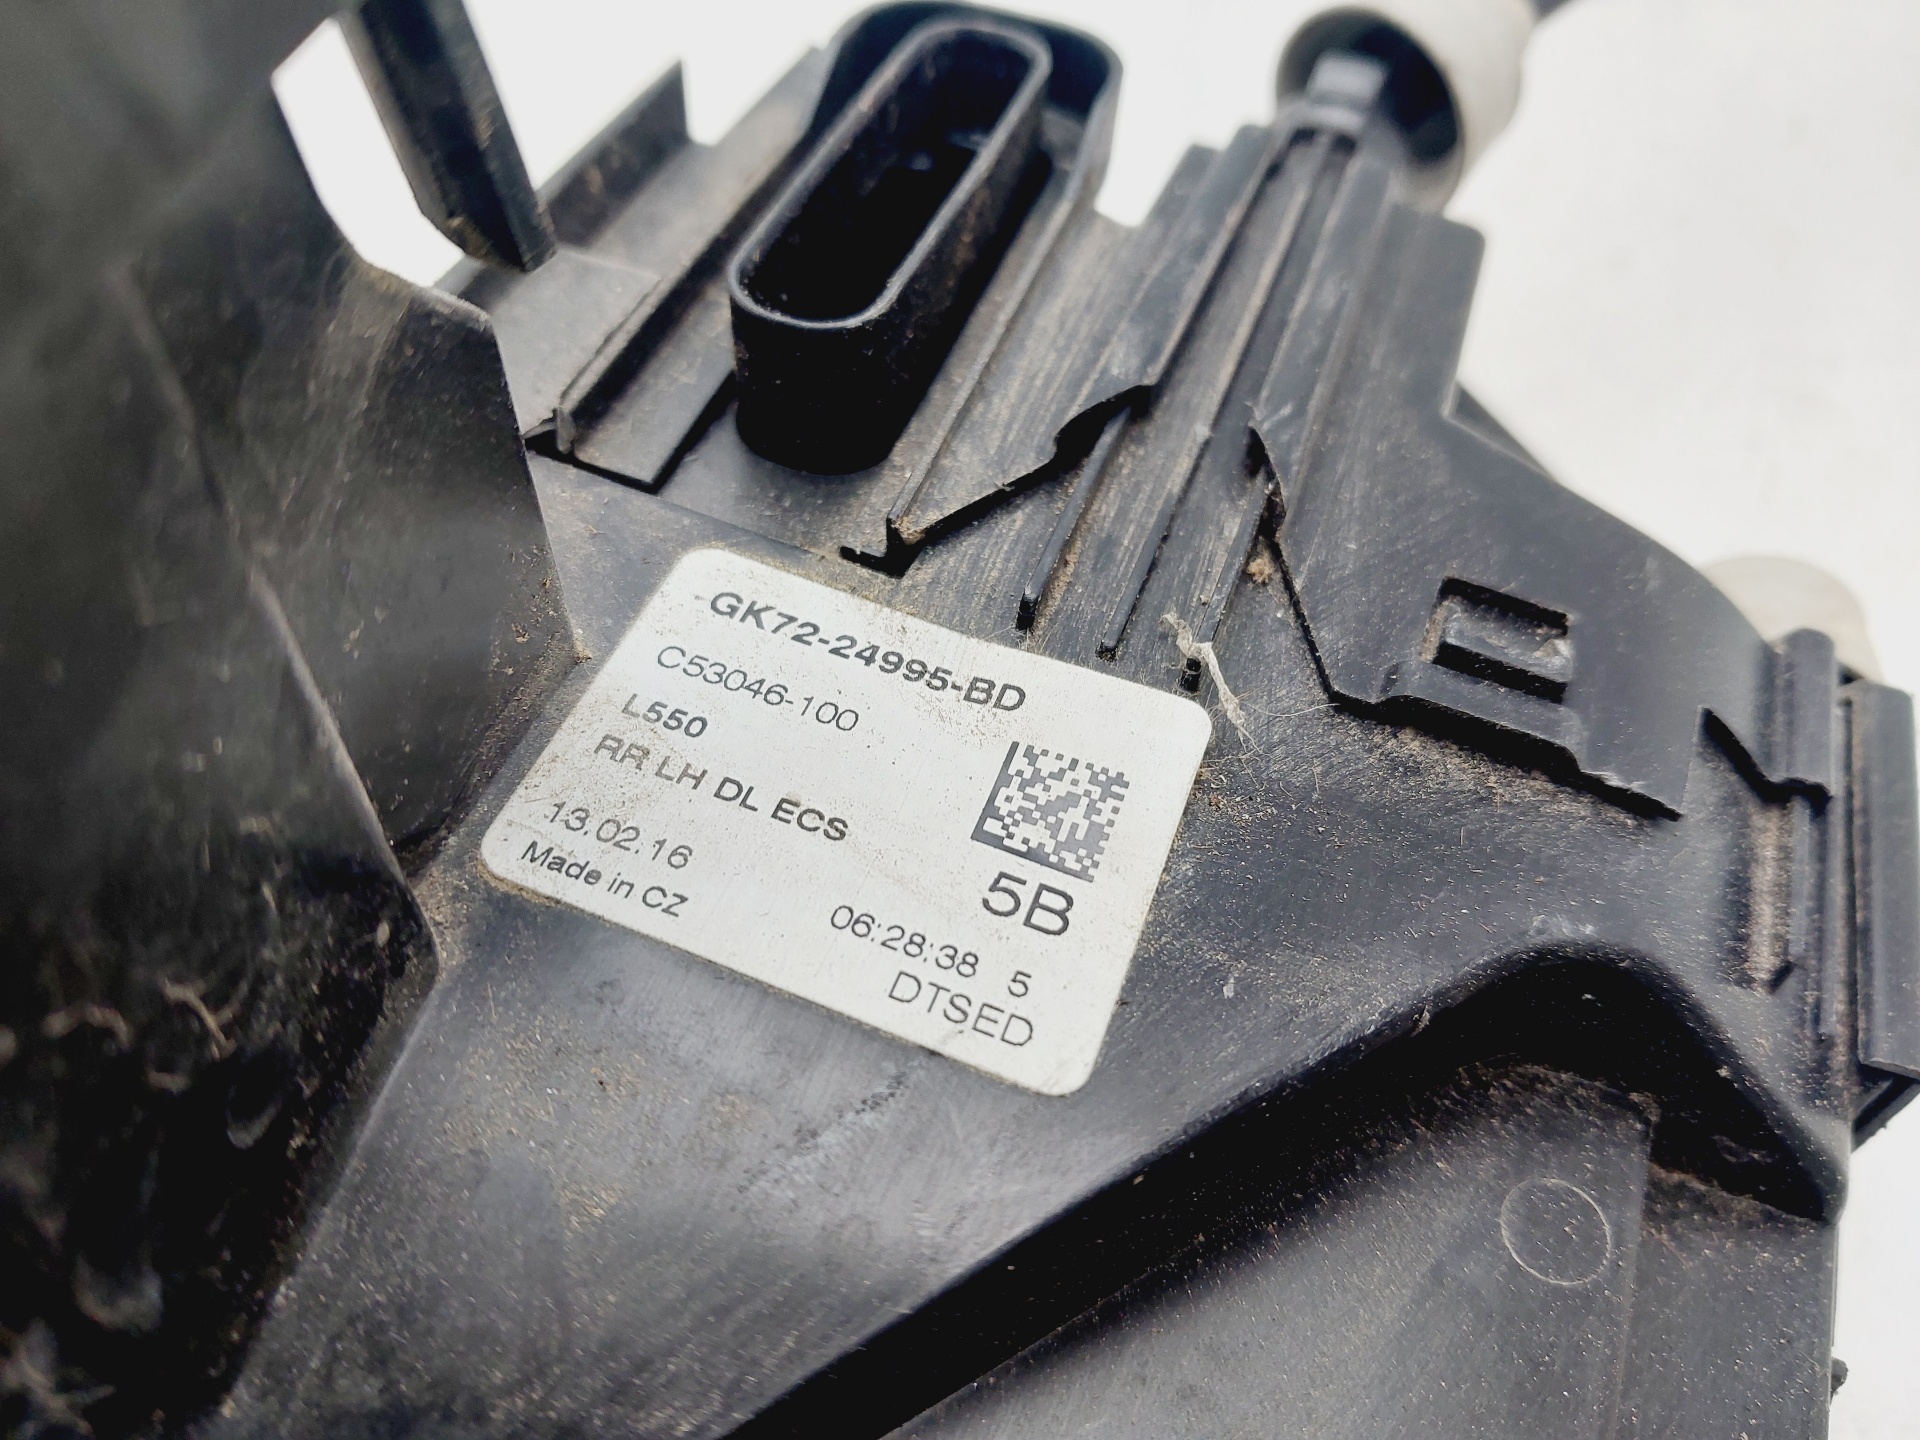 GK72-24995-BD
C53046-100
L550
RR LH DL ECS
13.02.16
Made in CZ
5B
06:28:38 5
DTSED